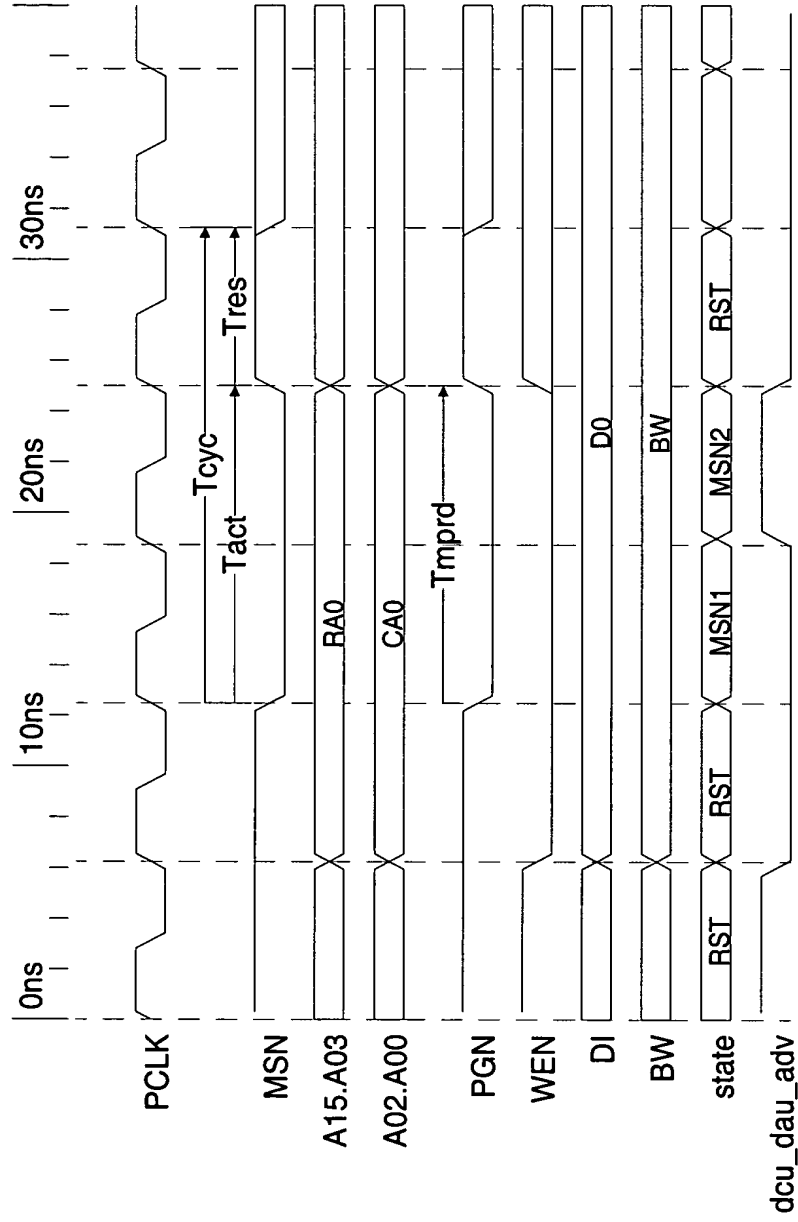 0ns 10ns 20ns 30ns
PCLK
Tcyc
Tact Tres
MSN
A15.A03 RA0
A02.A00 CA0
Tmprd
PGN
WEN
DI D0
BW BW
state RST RST MSN1 MSN2 RST
dcu_dau_adv